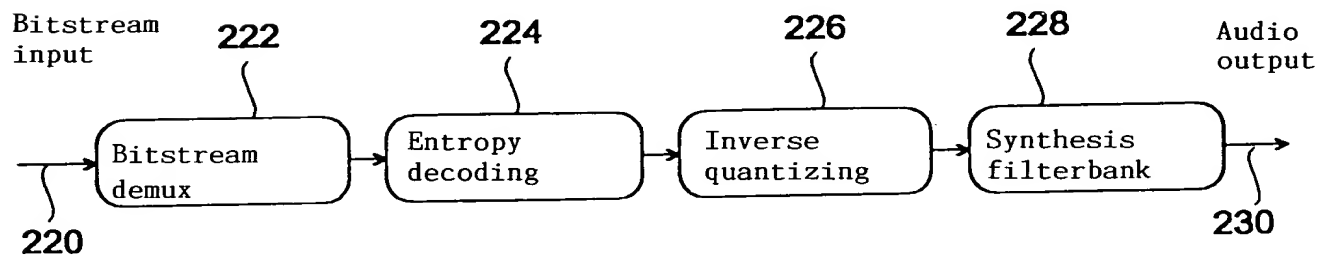 Bitstream
input
222
224
226
228
Audio
output
Bitstream
demux
Entropy
decoding
Inverse
quantizing
Synthesis
filterbank
220
230